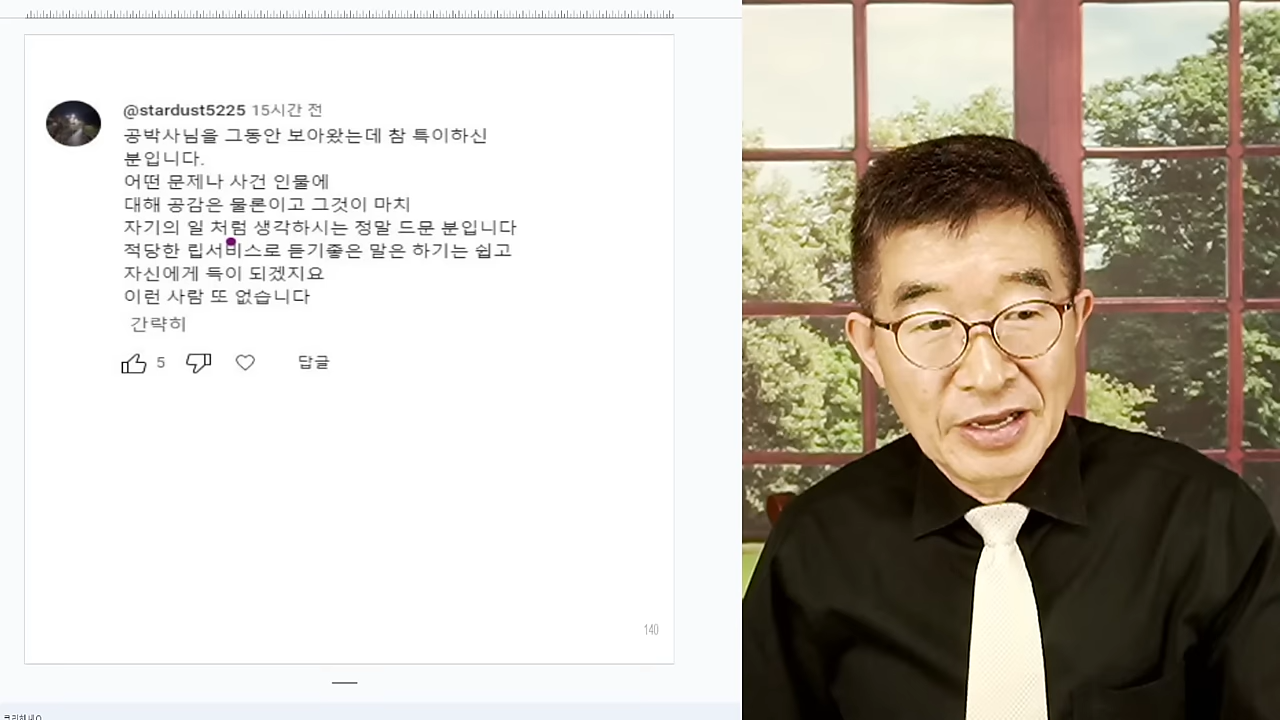 @stardust5225 15시간 전
공박사님을 그동안 보아왔는데 참 특이하신
분입니다.
어떤 문제나 사건 인물에
대해 공감은 물론이고 그것이 마치
자기의 일 처럼 생각하시는 정말 드문 분입니다
적당한 립서비스로 듣기좋은 말은 하기는 쉽고
자신에게 득이 되겠지요
이런 사람 또 없습니다
간략히
5 답글
140